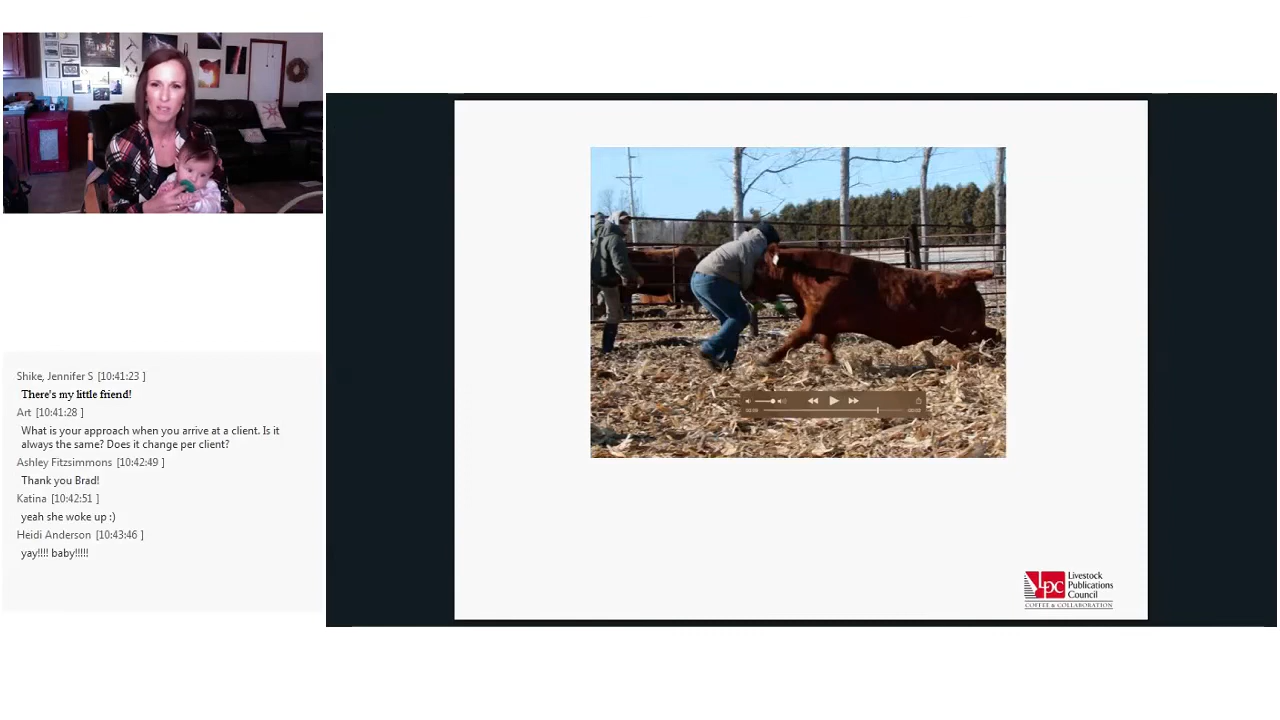 Shike, Jennifer S [10:41:23 ]
There's my little friend!
Art [10:41:28 ]
What is your approach when you arrive at a client. Is it
always the same? Does it change per client?
Ashley Fitzsimmons [10:42:49 ]
Thank you Brad!
Katina [10:42:51 ]
yeah she woke up :)
Heidi Anderson [10:43:46 ]
yay!!!! baby!!!!!
LPC
Livestock
Publications
Council
COFFEE & COLLABORATION